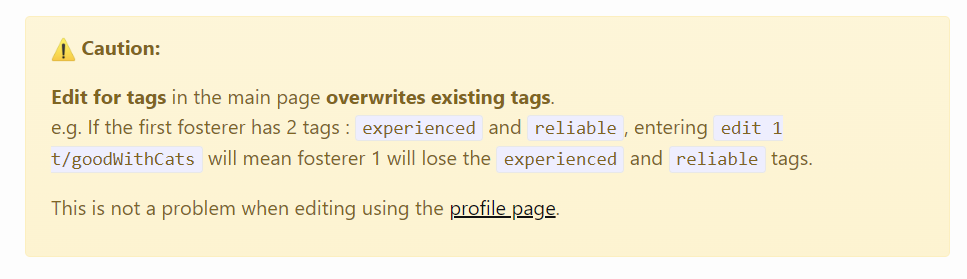 ⚠️ Caution:
Edit for tags in the main page overwrites existing tags.
e.g. If the first fosterer has 2 tags : experienced and reliable , entering edit 1
t/goodWithCats will mean fosterer 1 will lose the experienced and reliable tags.
This is not a problem when editing using the profile page.